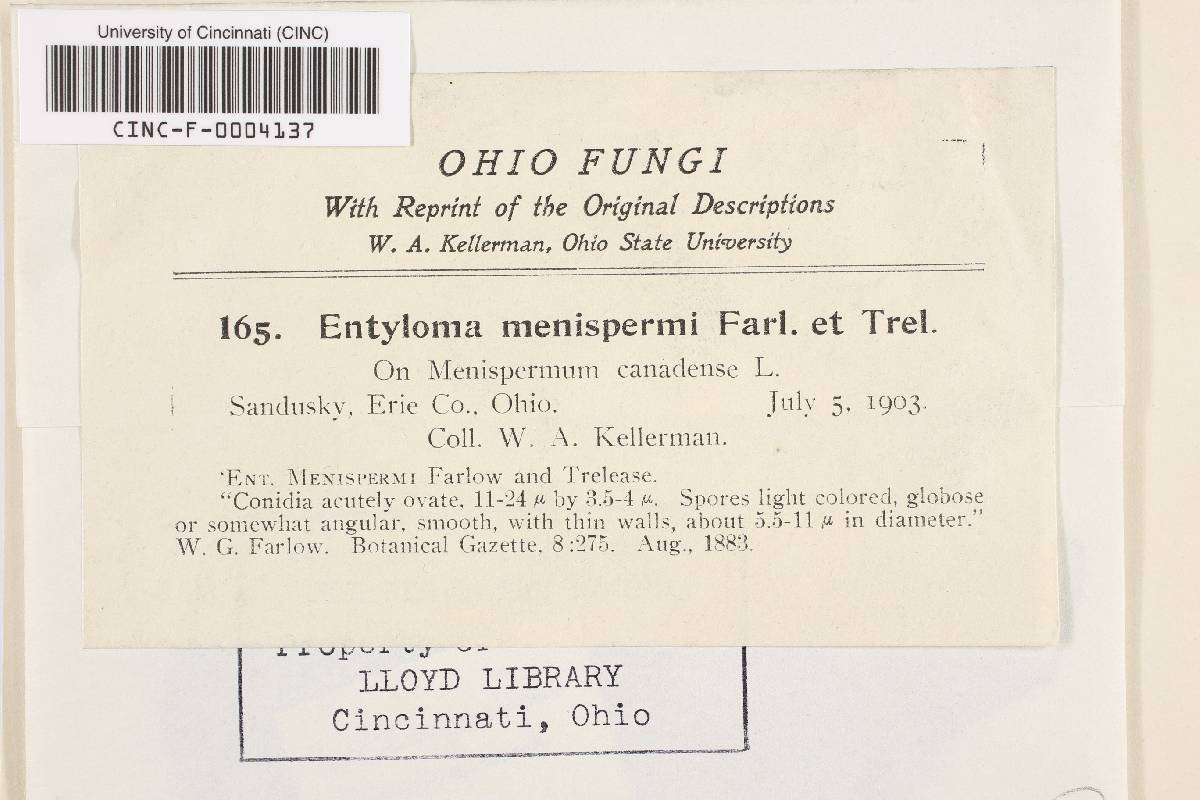 University of Cincinnati (CINC)
CINC-F-0004137
OHIO FUNGI
With Reprint of the Original Descriptions
W. A. Kellerman, Ohio State University
165. Entyloma menispermi Farl. et Trel.
On Menispermum canadense L.
Sandusky, Erie Co., Ohio. July 5, 1903.
Coll. W. A. Kellerman.
'ENT. MENISPERMI Farlow and Trelease.
"Conidia acutely ovate, 11-24 μ by 3.5-4 μ. Spores light colored, globose
or somewhat angular, smooth, with thin walls, about 5.5-11 μ in diameter."
W. G. Farlow. Botanical Gazette. 8:275. Aug., 1883.
Property of
LLOYD LIBRARY
Cincinnati, Ohio